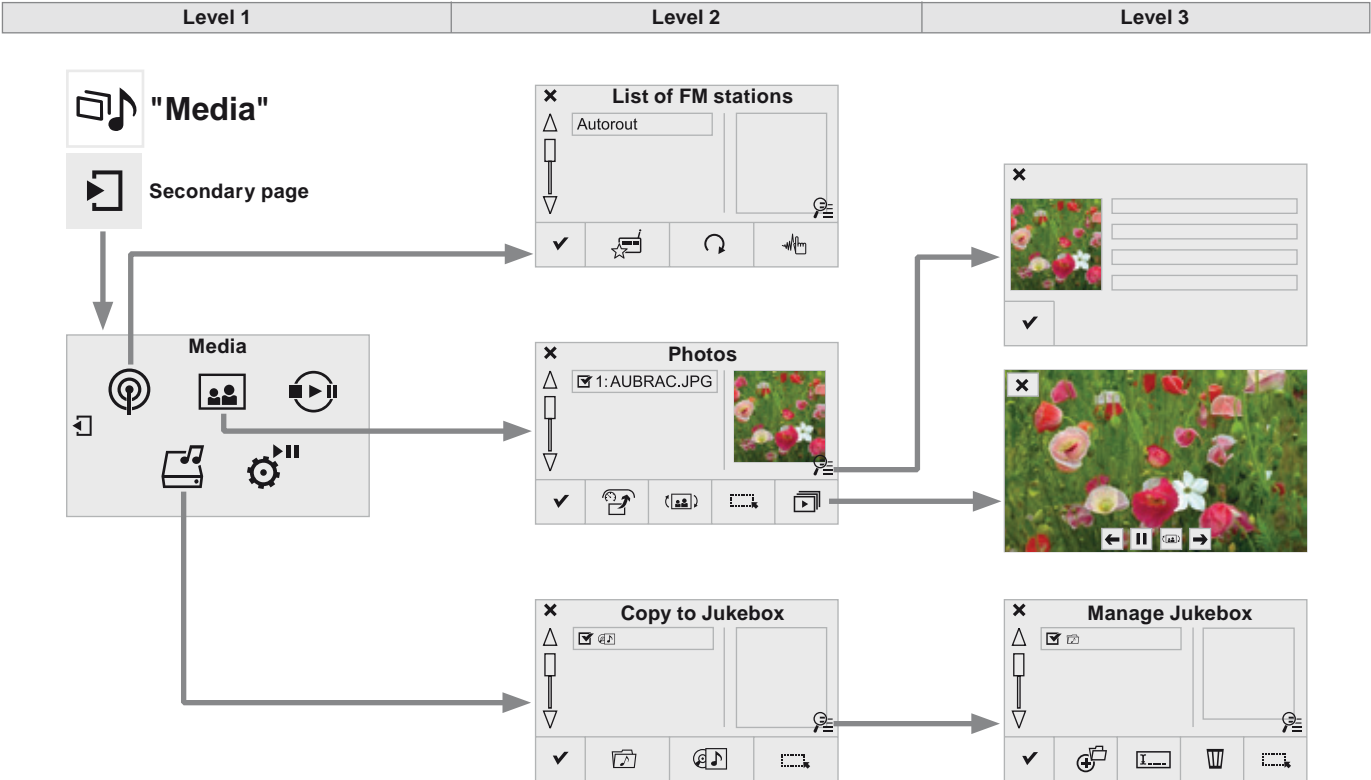 Level 1
Level 2
Level 3
"Media"
Secondary page
Media
List of FM stations
Autorout
Photos
1: AUBRAC.JPG
Copy to Jukebox
Manage Jukebox